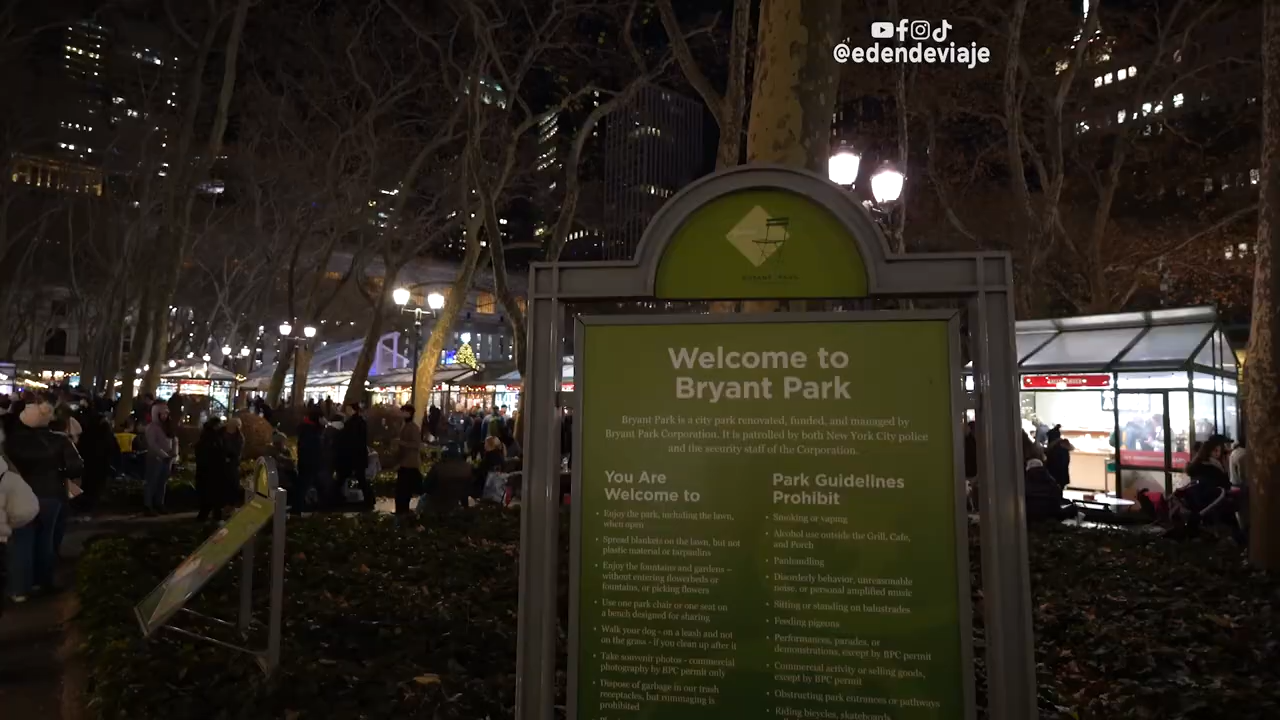 @edendeviaje
Welcome to
Bryant Park
Bryant Park is a city park renovated, funded, and managed by
Bryant Park Corporation. It is patrolled by both New York City police
and the security staff of the Corporation.
You Are
Welcome to
• Enjoy the park, including the lawn,
when open
• Spread blankets on the lawn, but not
plastic material or tarpaulins
• Enjoy the fountains and gardens –
without entering flowerbeds or
fountains, or picking flowers
• Use one park chair or one seat on
a bench designed for sharing
• Walk your dog - on a leash and not
on the grass - if you clean up after it
• Take souvenir photos - commercial
photography by BPC permit only
• Dispose of garbage in our trash
receptacles, but rummaging is
prohibited
Park Guidelines
Prohibit
• Smoking or vaping
• Alcohol use outside the Grill, Cafe,
and Porch
• Panhandling
• Disorderly behavior, unreasonable
noise, or personal amplified music
• Sitting or standing on balustrades
• Feeding pigeons
• Performances, parades, or
demonstrations, except by BPC permit
• Commercial activity or selling goods,
except by BPC permit
• Obstructing park entrances or pathways
• Riding bicycles, skateboards,